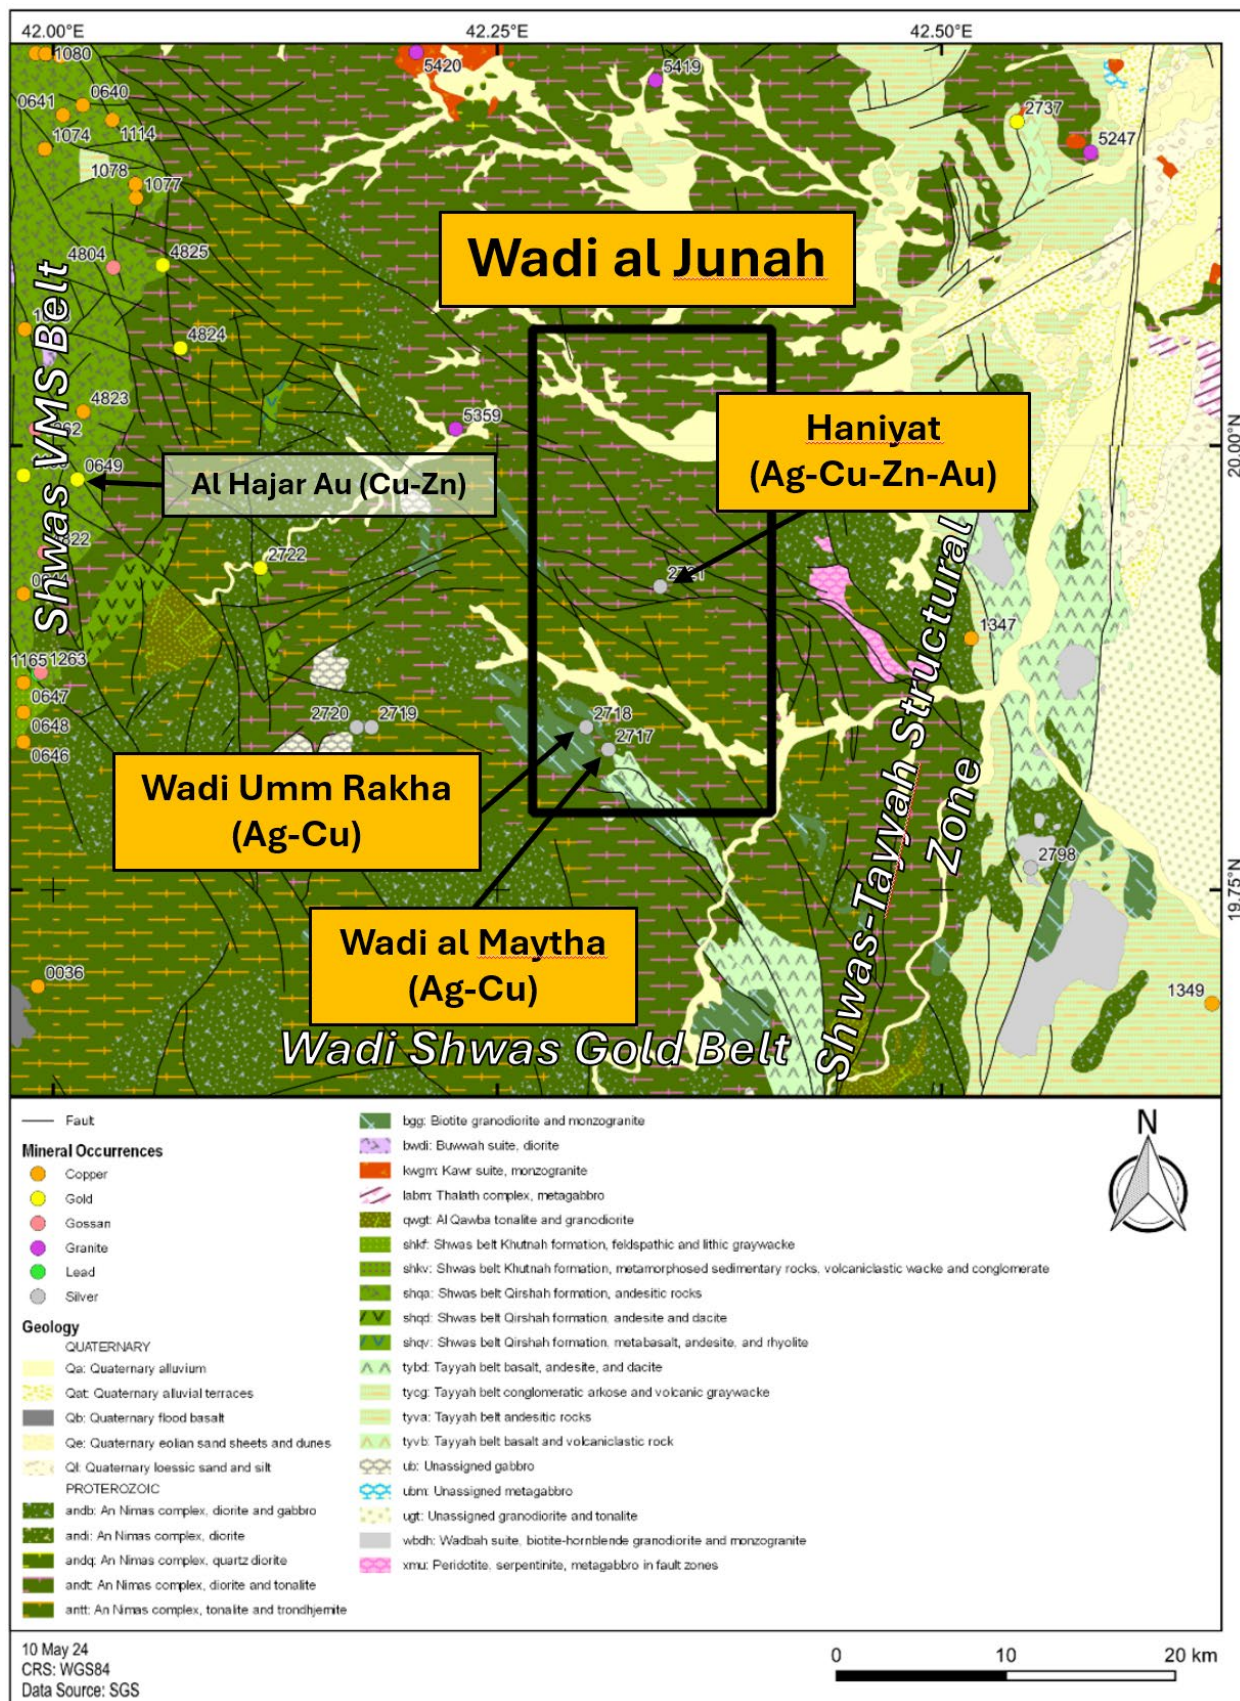 42.00°E
42.25°E
42.50°E
1080
5420
5419
0641
0640
2737
1074
1114
5247
1078
1077
Wadi al Junah
4804
4825
4824
Shwas VMS Belt
4823
5359
Haniyat
(Ag-Cu-Zn-Au)
20.00°N
0649
Al Hajar Au (Cu-Zn)
2722
1347
1165
1263
0647
2720
2719
2718
0648
2717
0646
Wadi Umm Rakha
(Ag-Cu)
Shwas-Tayyah Structural
Zone
2798
19.75°N
Wadi al Maytha
(Ag-Cu)
0036
1349
Wadi Shwas Gold Belt
Fault
Mineral Occurrences
Copper
Gold
Gossan
Granite
Lead
Silver
Geology
QUATERNARY
Qa: Quaternary alluvium
Qat: Quaternary alluvial terraces
Qb: Quaternary flood basalt
Qe: Quaternary eolian sand sheets and dunes
Ql: Quaternary loessic sand and silt
PROTEROZOIC
andb: An Nimas complex, diorite and gabbro
andi: An Nimas complex, diorite
andq: An Nimas complex, quartz diorite
andt: An Nimas complex, diorite and tonalite
antt: An Nimas complex, tonalite and trondhjemite
bgg: Biotite granodiorite and monzogranite
bwdi: Buwwah suite, diorite
kwgm: Kawr suite, monzogranite
labm: Thalath complex, metagabbro
qwgt: Al Qawba tonalite and granodiorite
shkf: Shwas belt Khutnah formation, feldspathic and lithic graywacke
shkv: Shwas belt Khutnah formation, metamorphosed sedimentary rocks, volcaniclastic wacke and conglomerate
shqa: Shwas belt Qirshah formation, andesitic rocks
shqd: Shwas belt Qirshah formation, andesite and dacite
shqv: Shwas belt Qirshah formation, metabasalt, andesite, and rhyolite
tybd: Tayyah belt basalt, andesite, and dacite
tycg: Tayyah belt conglomeratic arkose and volcanic graywacke
tyva: Tayyah belt andesitic rocks
tyvb: Tayyah belt basalt and volcaniclastic rock
ub: Unassigned gabbro
ubm: Unassigned metagabbro
ugt: Unassigned granodiorite and tonalite
wbdh: Wadbah suite, biotite-hornblende granodiorite and monzogranite
xmu: Peridotite, serpentinite, metagabbro in fault zones
N
10 May 24
CRS: WGS84
Data Source: SGS
0
10
20 km